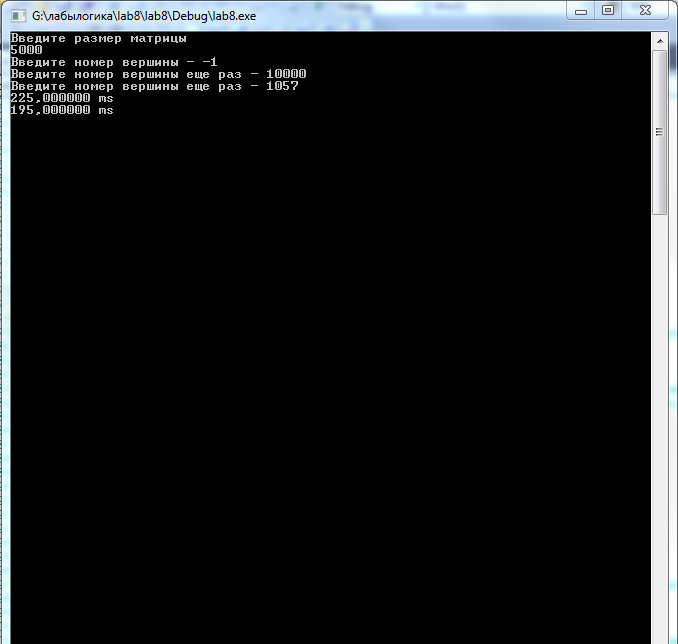 G:\лабылогика\lab8\lab8\Debug\lab8.exe
Введите размер матрицы
5000
Введите номер вершины - -1
Введите номер вершины еще раз - 10000
Введите номер вершины еще раз - 1057
225,000000 ms
195,000000 ms